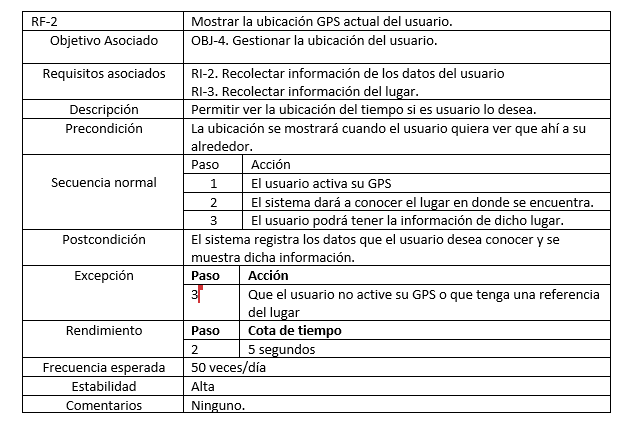 RF-2 Mostrar la ubicación GPS actual del usuario.
Objetivo Asociado OBJ-4. Gestionar la ubicación del usuario.
Requisitos asociados RI-2. Recolectar información de los datos del usuario
RI-3. Recolectar información del lugar.
Descripción Permitir ver la ubicación del tiempo si es usuario lo desea.
Precondición La ubicación se mostrará cuando el usuario quiera ver que ahí a su
alrededor.
Secuencia normal Paso Acción
1 El usuario activa su GPS
2 El sistema dará a conocer el lugar en donde se encuentra.
3 El usuario podrá tener la información de dicho lugar.
Postcondición El sistema registra los datos que el usuario desea conocer y se
muestra dicha información.
Excepción Paso Acción
3 Que el usuario no active su GPS o que tenga una referencia
del lugar
Rendimiento Paso Cota de tiempo
2 5 segundos
Frecuencia esperada 50 veces/día
Estabilidad Alta
Comentarios Ninguno.